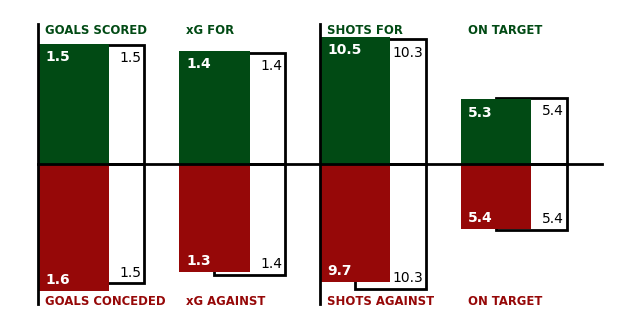 GOALS SCORED xG FOR SHOTS FOR ON TARGET
1.5 1.5 1.4 1.4 10.5 10.3 5.3 5.4
1.6 1.5 1.3 1.4 9.7 10.3 5.4 5.4
GOALS CONCEDED xG AGAINST SHOTS AGAINST ON TARGET